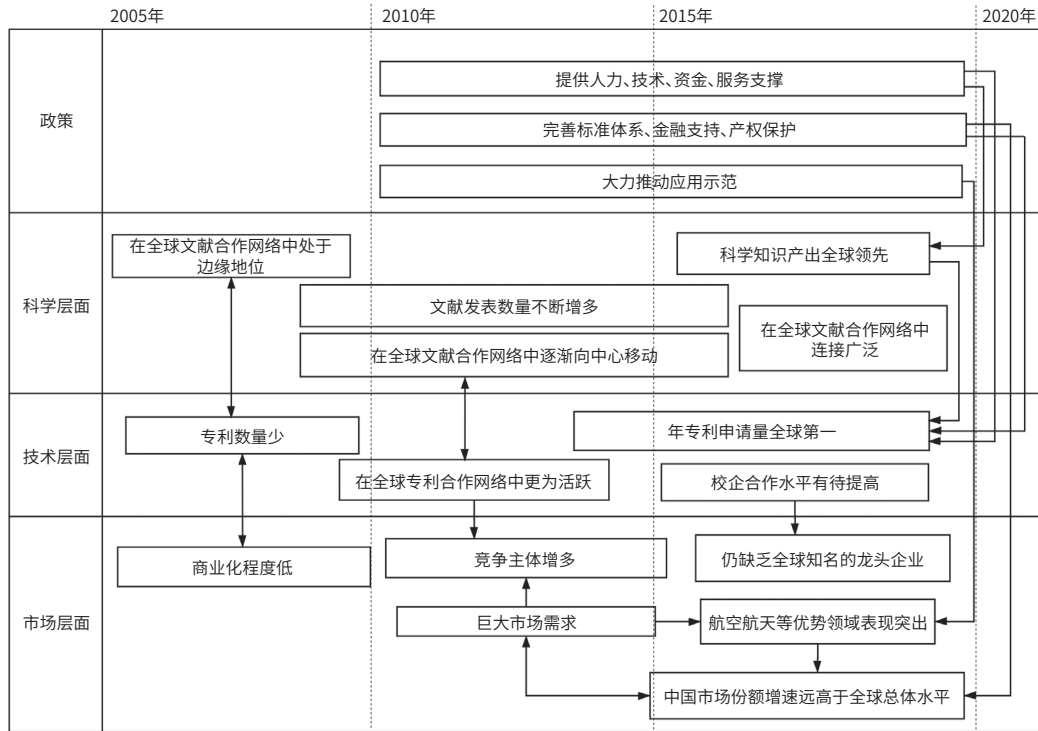 2005年
2010年
2015年
2020年
政策
提供人力、技术、资金、服务支撑
完善标准体系、金融支持、产权保护
大力推动应用示范
科学层面
在全球文献合作网络中处于
边缘地位
科学知识产出全球领先
文献发表数量不断增多
在全球文献合作网络中
连接广泛
在全球文献合作网络中逐渐向中心移动
技术层面
专利数量少
年专利申请量全球第一
在全球专利合作网络中更为活跃
校企合作水平有待提高
市场层面
商业化程度低
竞争主体增多
仍缺乏全球知名的龙头企业
巨大市场需求
航空航天等优势领域表现突出
中国市场份额增速远高于全球总体水平